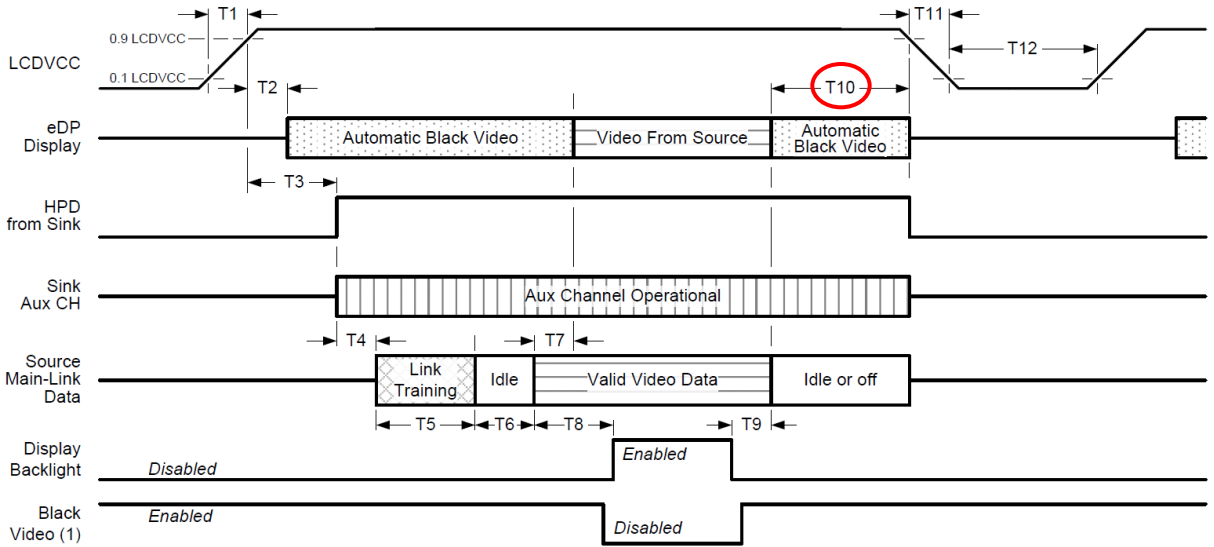 T1
T11
0.9 LCDVCC
LCDVCC
0.1 LCDVCC
T2
T10
T12
eDP
Display
Automatic Black Video
Video From Source
Automatic
Black Video
T3
HPD
from Sink
Sink
Aux CH
Aux Channel Operational
T4
T7
Source
Main-Link
Data
Link
Training
Idle
Valid Video Data
Idle or off
T5
T6
T8
T9
Display
Backlight
Disabled
Enabled
Black
Video (1)
Enabled
Disabled